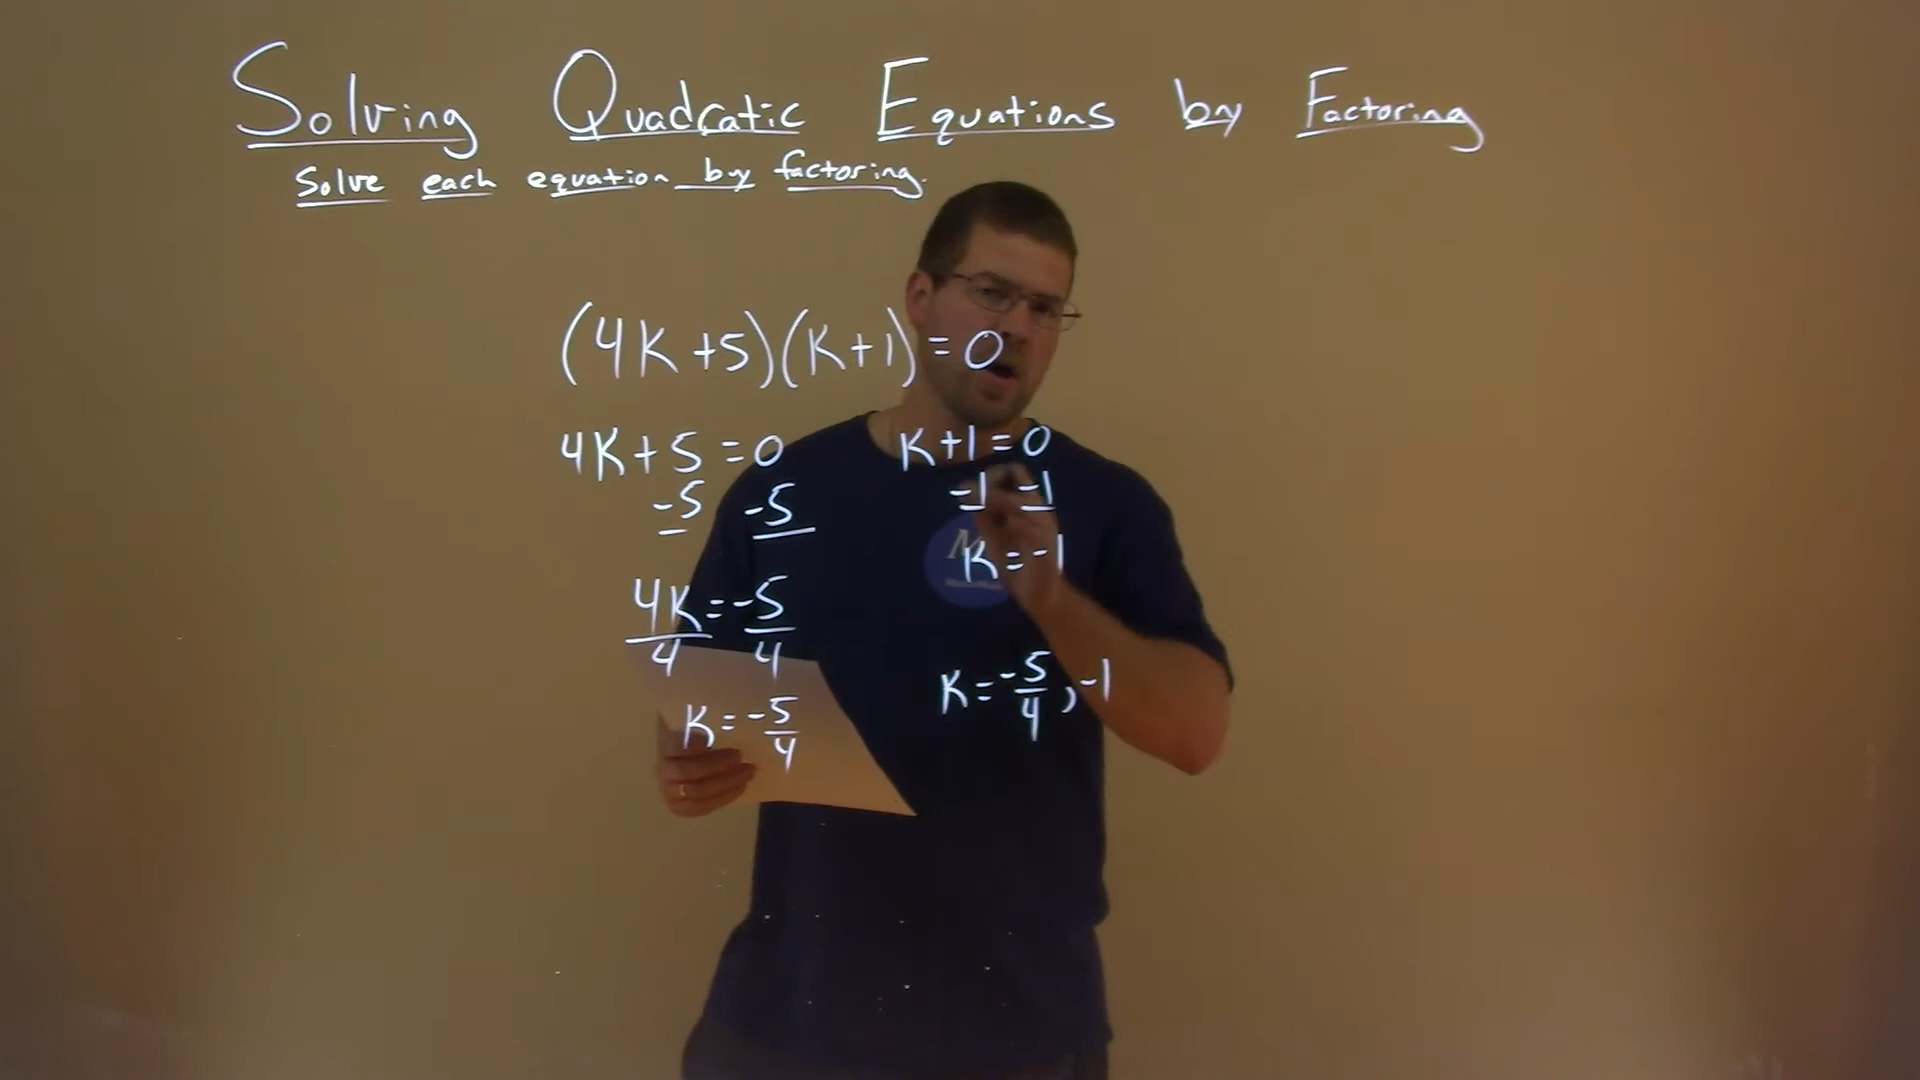 Solving Quadratic Equations by Factoring
Solve each equation by factoring.
(4K+5)(K+1)=0
4K+5=0
-5 -5
4K=-5
4 4
K=-5/4
K+1=0
-1 -1
K=-1
K=-5/4,-1